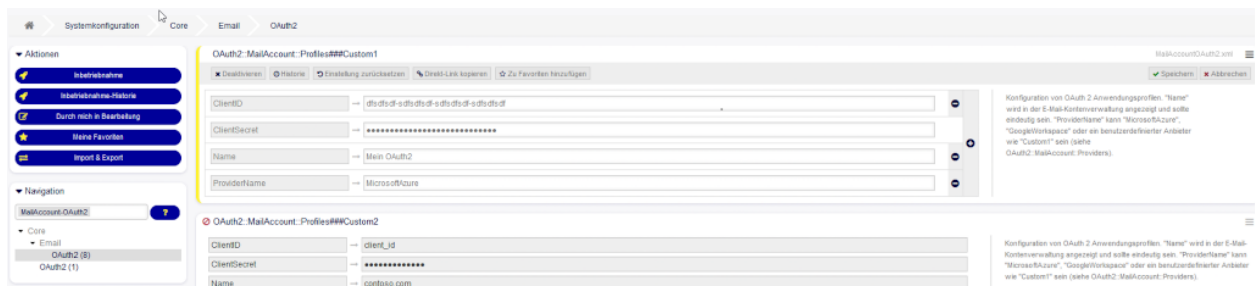 Systemkonfiguration Core Email OAuth2
Aktionen
Inbetriebnahme
Inbetriebnahme-Historie
Durch mich in Bearbeitung
Meine Favoriten
Import & Export
Navigation
MailAccount-OAuth2 ?
Core
Email
OAuth2 (8)
OAuth2 (1)
OAuth2::MailAccount::Profiles###Custom1 MailAccountOAuth2.xml
Deaktivieren Historie Einstellung zurücksetzen Direkt-Link kopieren Zu Favoriten hinzufügen Speichern Abbrechen
ClientID → dfsdfsdf-sdfsdfsdf-sdfsdfsdf-sdfsdfsdf
ClientSecret → ••••••••••••••••••••••••••••
Name → Mein OAuth2
ProviderName → MicrosoftAzure
Konfiguration von OAuth 2 Anwendungsprofilen. "Name"
wird in der E-Mail-Kontenverwaltung angezeigt und sollte
eindeutig sein. "ProviderName" kann "MicrosoftAzure",
"GoogleWorkspace" oder ein benutzerdefinierter Anbieter
wie "Custom1" sein (siehe
OAuth2::MailAccount::Providers).
OAuth2::MailAccount::Profiles###Custom2
ClientID → client_id
ClientSecret → •••••••••••••
Name → contoso.com
Konfiguration von OAuth 2 Anwendungsprofilen. "Name" wird in der E-Mail-
Kontenverwaltung angezeigt und sollte eindeutig sein. "ProviderName" kann
"MicrosoftAzure", "GoogleWorkspace" oder ein benutzerdefinierter Anbieter
wie "Custom1" sein (siehe OAuth2::MailAccount::Providers).